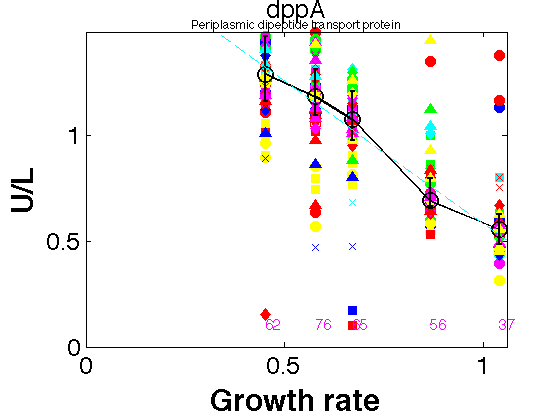 dppA
Periplasmic dipeptide transport protein
U/L
1
0.5
0
62 76 65 56 37
0 0.5 1
Growth rate